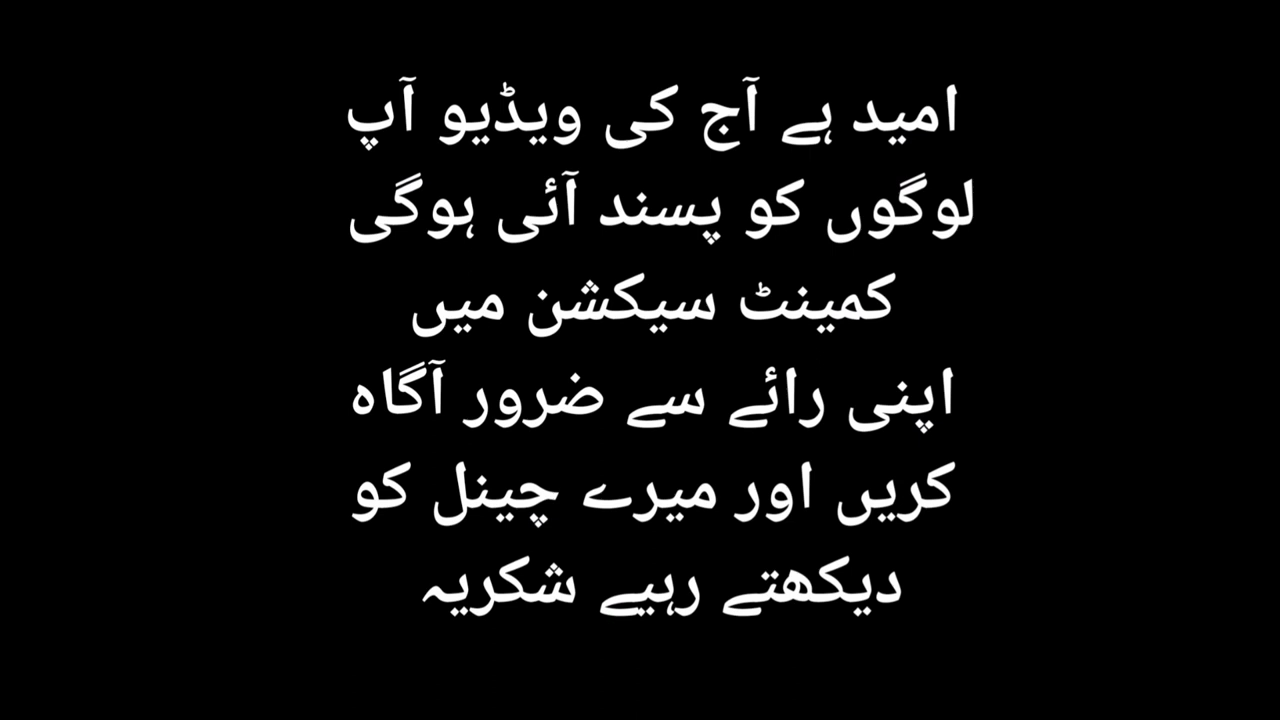 امید ہے آج کی ویڈیو آپ
لوگوں کو پسند آئی ہوگی
کمینٹ سیکشن میں
اپنی رائے سے ضرور آگاہ
کریں اور میرے چینل کو
دیکھتے رہیے شکریہ